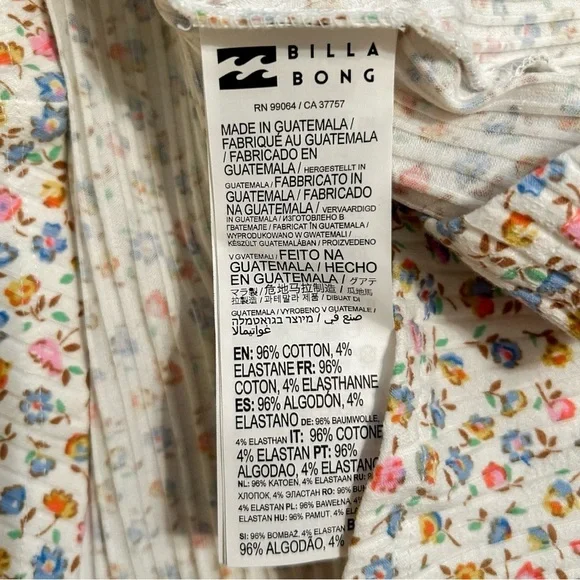 BILLA
BONG
RN 99064 / CA 37757
MADE IN GUATEMALA /
FABRIQUÉ AU GUATEMALA
/ FABRICADO EN
GUATEMALA / HERGESTELLT IN
GUATEMALA / FABBRICATO IN
GUATEMALA / FABRICADO
NA GUATEMALA / VERVAARDIGD
IN GUATEMALA / ИЗГОТОВЛЕНО В
ГВАТЕМАЛЕ / FABRICAT ÎN GUATEMALA /
WYPRODUKOWANO W GWATEMALI /
KÉSZÜLT GUATEMALÁBAN / PROIZVEDENO
V GVATEMALI / FEITO NA
GUATEMALA / HECHO
EN GUATEMALA / グアテ
マラ製 / 危地马拉制造 / 瓜地馬
拉製造 / 과테말라 제품 / DIBUAT DI
GUATEMALA / VYROBENO V GUATEMALE /
صنع في / מיוצר בגואטמלה
غواتيمالا
EN: 96% COTTON, 4%
ELASTANE FR: 96%
COTON, 4% ELASTHANNE
ES: 96% ALGODÓN, 4%
ELASTANO DE: 96% BAUMWOLLE,
4% ELASTHAN IT: 96% COTONE
4% ELASTAN PT: 96%
ALGODAO, 4% ELASTANO
NL: 96% KATOEN, 4% ELASTAAN RU:
ХЛОПОК, 4% ЭЛАСТАН RO: 96%
4% ELASTAN PL: 96%
ELASTAN HU: 96% PAMUT, 4%
SI: 96% BOMBAŽ, 4% ELASTAN
96% ALGODÃO, 4%